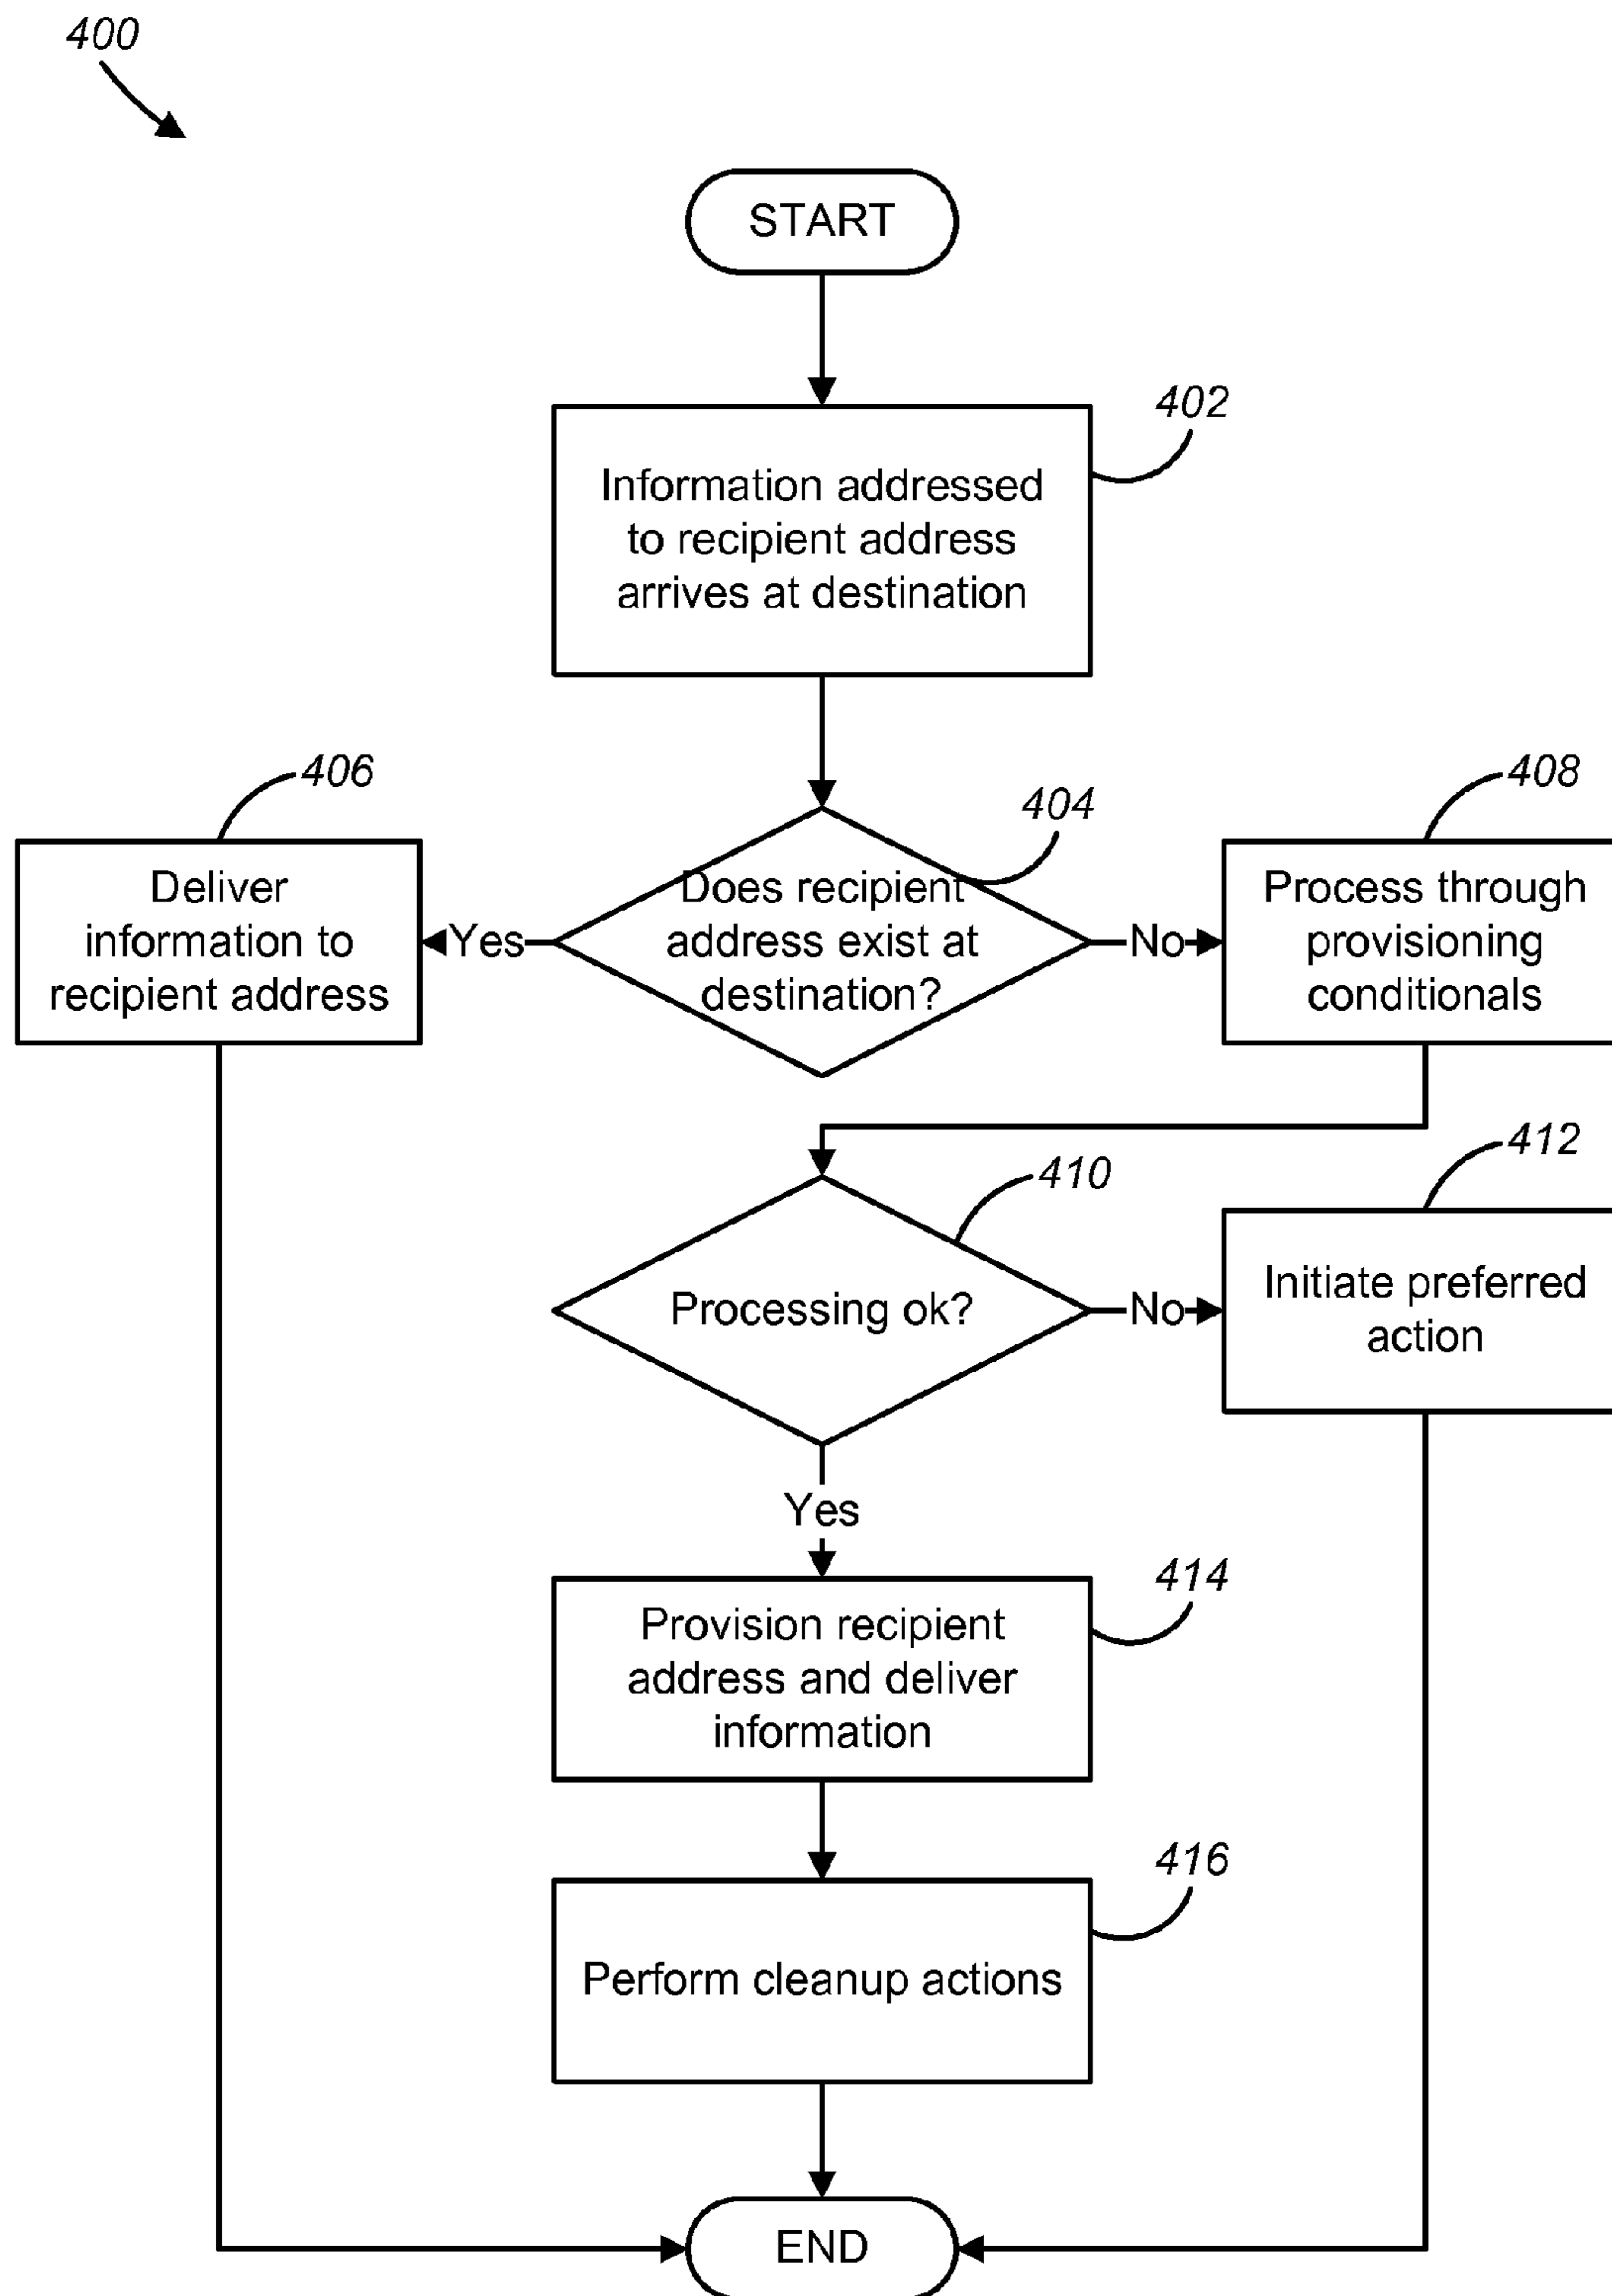 400
START
402
Information addressed
to recipient address
arrives at destination
406
404
408
Deliver
information to
recipient address
Yes
Does recipient
address exist at
destination?
No
Process through
provisioning
conditionals
410
412
Processing ok?
No
Initiate preferred
action
Yes
414
Provision recipient
address and deliver
information
416
Perform cleanup actions
END